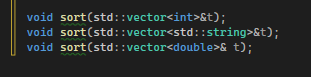 void sort(std::vector<int>&t);
void sort(std::vector<std::string>&t);
void sort(std::vector<double>& t);